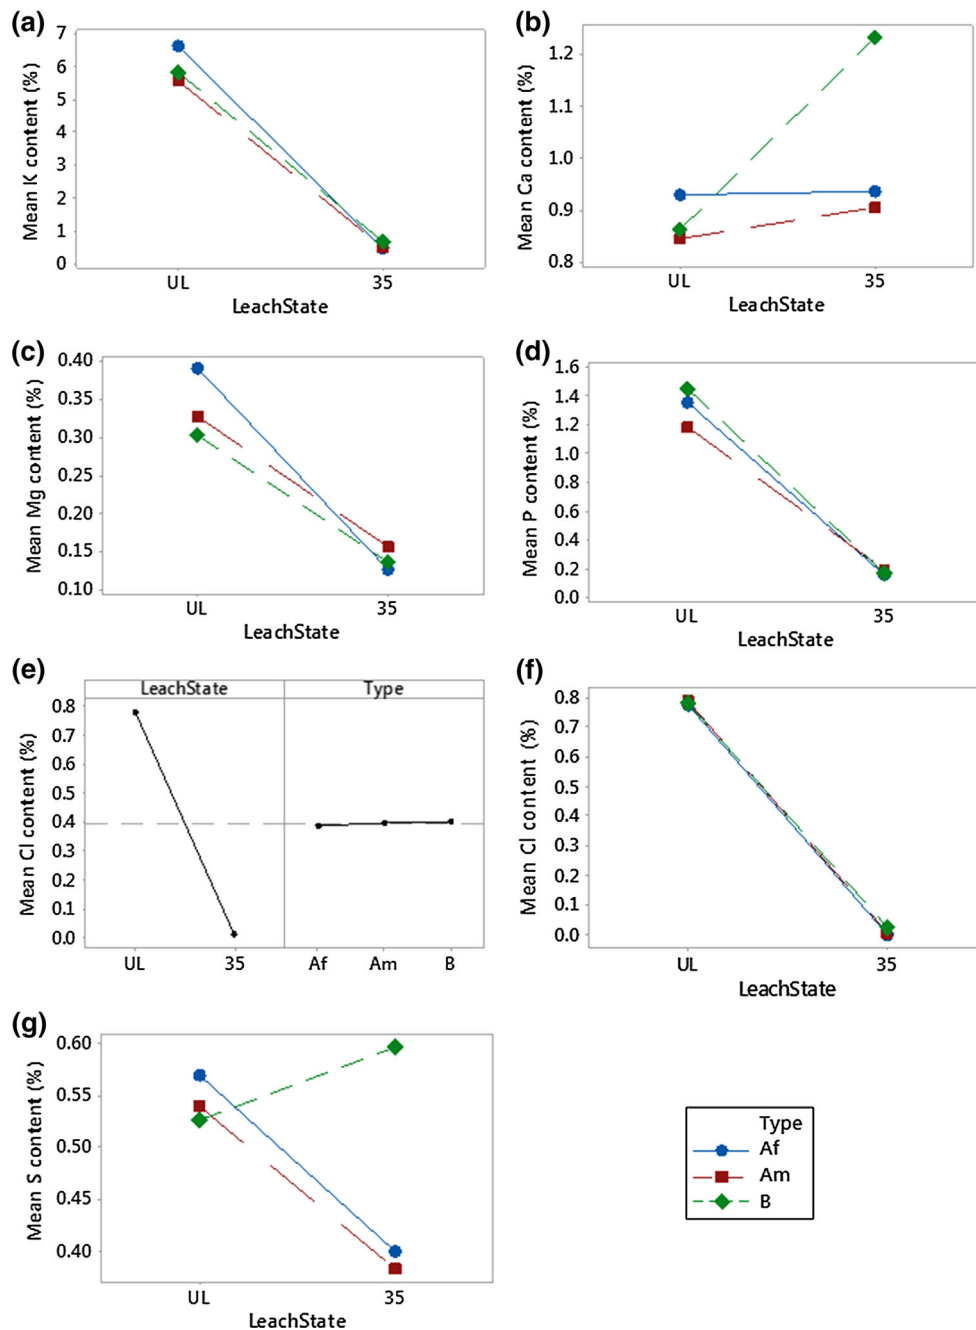 (a)
Mean K content (%)
7
6
5
4
3
2
1
0
UL
35
LeachState
(b)
Mean Ca content (%)
1.2
1.1
1.0
0.9
0.8
UL
35
LeachState
(c)
Mean Mg content (%)
0.40
0.35
0.30
0.25
0.20
0.15
0.10
UL
35
LeachState
(d)
Mean P content (%)
1.6
1.4
1.2
1.0
0.8
0.6
0.4
0.2
0.0
UL
35
LeachState
(e)
LeachState
Type
Mean Cl content (%)
0.8
0.7
0.6
0.5
0.4
0.3
0.2
0.1
0.0
UL
35
Af
Am
B
(f)
Mean Cl content (%)
0.8
0.7
0.6
0.5
0.4
0.3
0.2
0.1
0.0
UL
35
LeachState
(g)
Mean S content (%)
0.60
0.55
0.50
0.45
0.40
UL
35
LeachState
Type
Af
Am
B